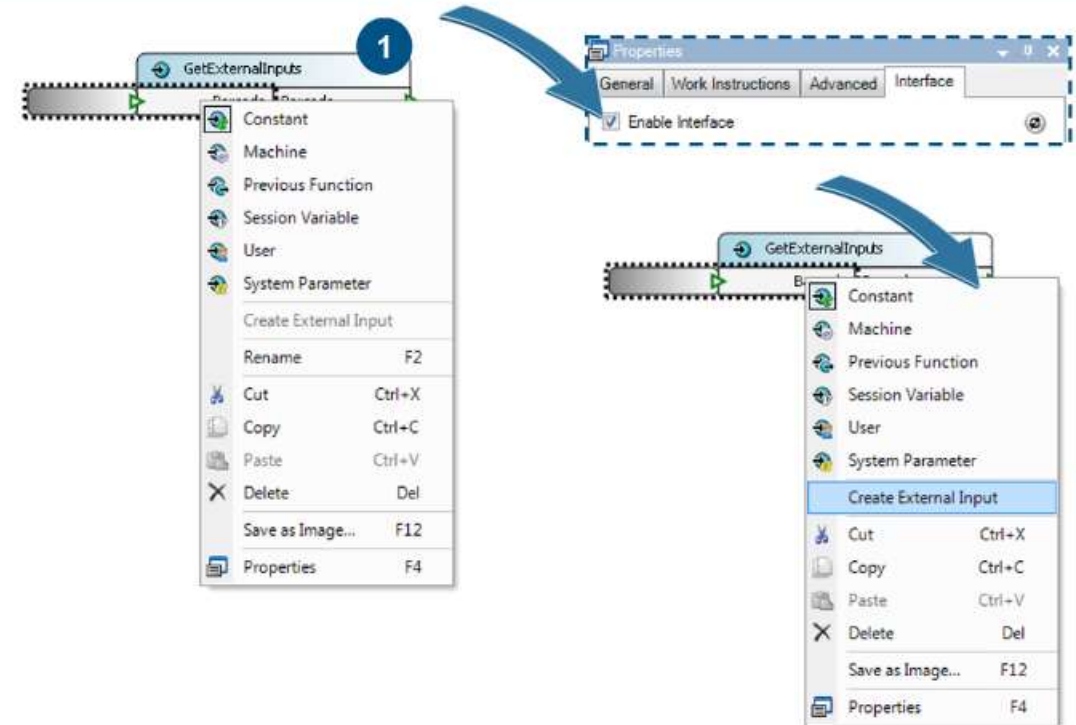 1
GetExternalInputs
Constant
Machine
Previous Function
Session Variable
User
System Parameter
Create External Input
Rename F2
Cut Ctrl+X
Copy Ctrl+C
Paste Ctrl+V
Delete Del
Save as Image... F12
Properties F4
Properties
General Work Instructions Advanced Interface
Enable Interface
GetExternalInputs
Constant
Machine
Previous Function
Session Variable
User
System Parameter
Create External Input
Cut Ctrl+X
Copy Ctrl+C
Paste Ctrl+V
Delete Del
Save as Image... F12
Properties F4